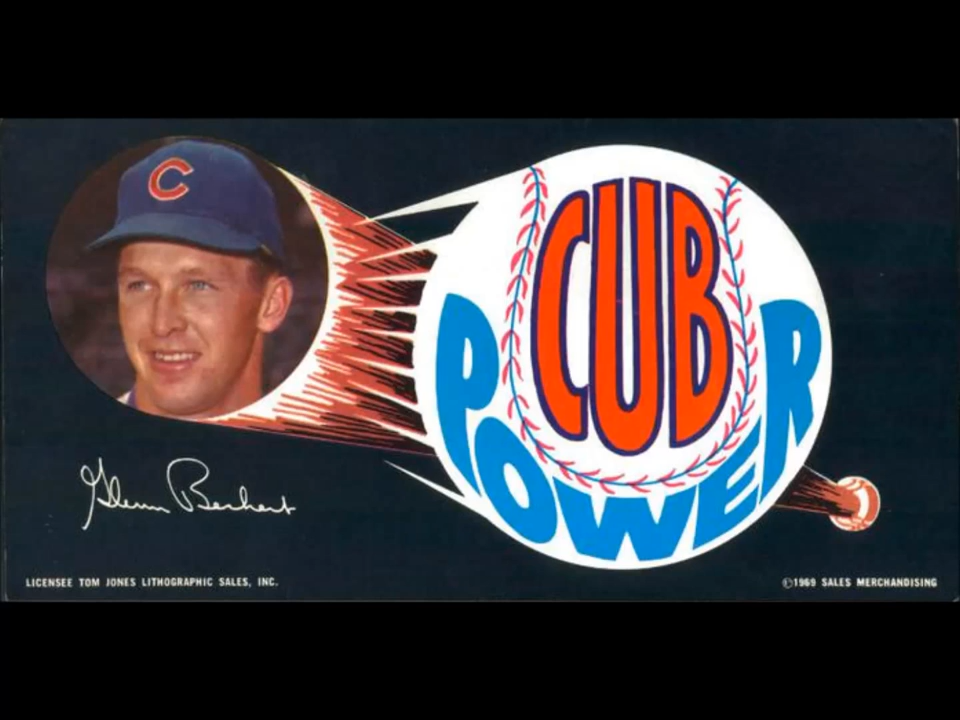 C
CUB
POWER
Glenn Beckert
LICENSEE TOM JONES LITHOGRAPHIC SALES, INC.
©1969 SALES MERCHANDISING